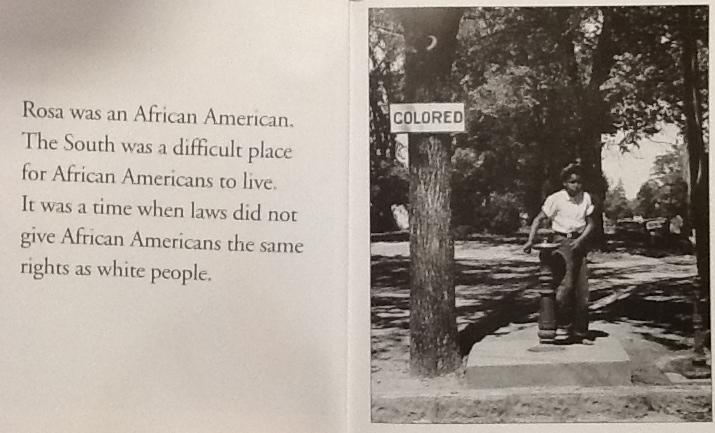 Rosa was an African American.
The South was a difficult place
for African Americans to live.
It was a time when laws did not
give African Americans the same
rights as white people.
COLORED